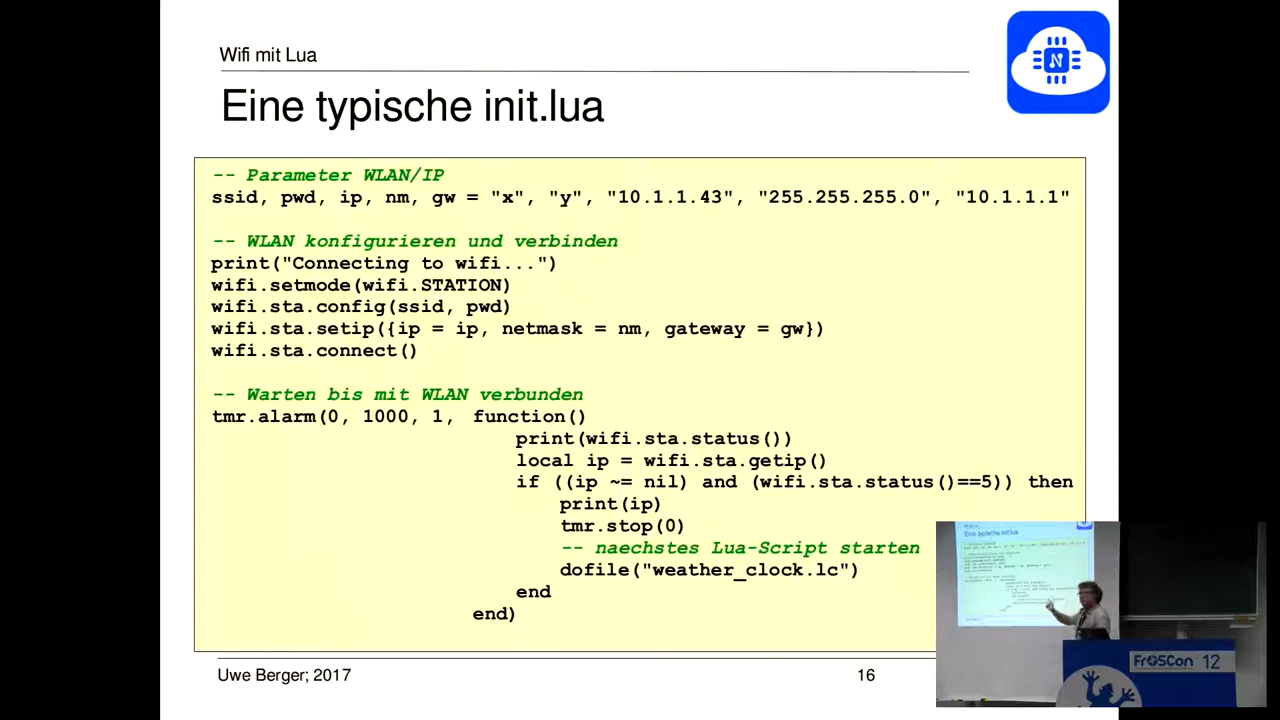 Wifi mit Lua
N
Eine typische init.lua
-- Parameter WLAN/IP
ssid, pwd, ip, nm, gw = "x", "y", "10.1.1.43", "255.255.255.0", "10.1.1.1"
-- WLAN konfigurieren und verbinden
print("Connecting to wifi...")
wifi.setmode(wifi.STATION)
wifi.sta.config(ssid, pwd)
wifi.sta.setip({ip = ip, netmask = nm, gateway = gw})
wifi.sta.connect()
-- Warten bis mit WLAN verbunden
tmr.alarm(0, 1000, 1, function()
print(wifi.sta.status())
local ip = wifi.sta.getip()
if ((ip ~= nil) and (wifi.sta.status()==5)) then
print(ip)
tmr.stop(0)
-- naechstes Lua-Script starten
dofile("weather_clock.lc")
end
end)
Uwe Berger; 2017
16
Eine typische init.lua
FrOSCon 12